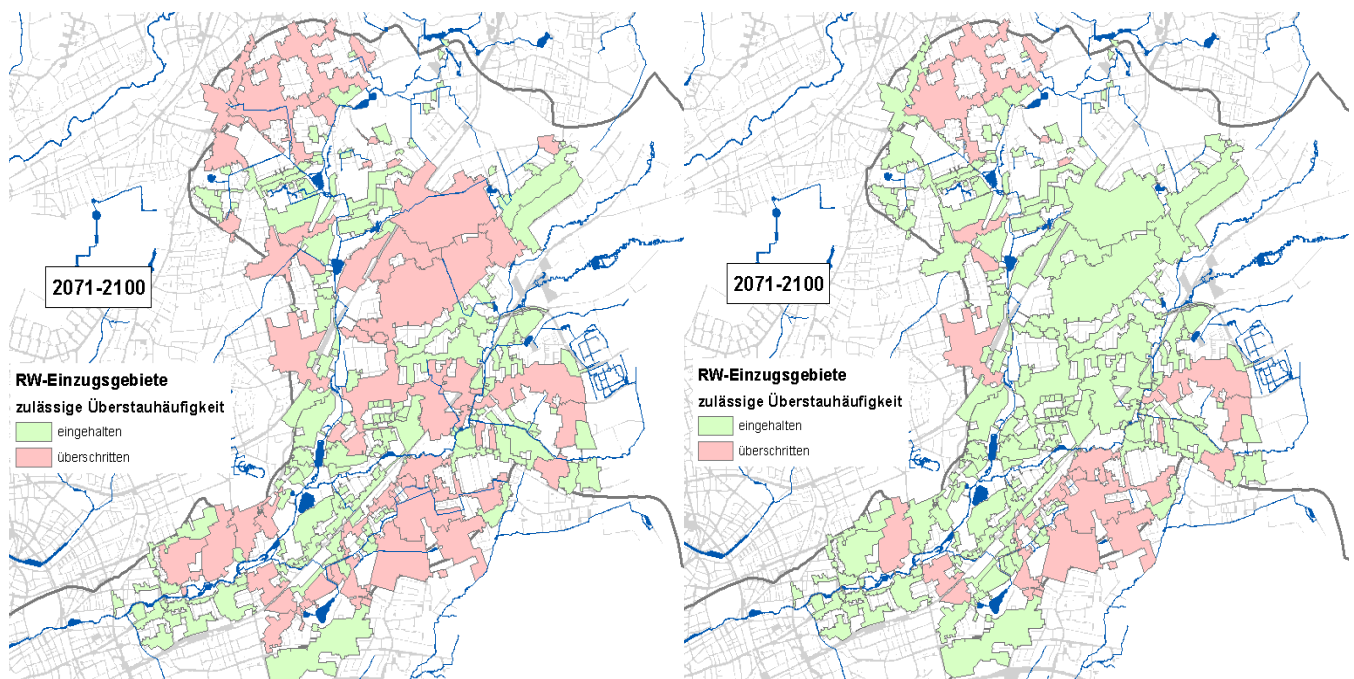 2071-2100
RW-Einzugsgebiete
zulässige Überstauhäufigkeit
eingehalten
überschritten
2071-2100
RW-Einzugsgebiete
zulässige Überstauhäufigkeit
eingehalten
überschritten